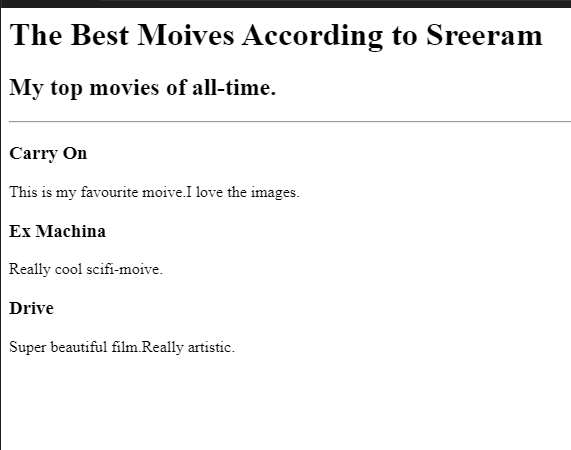 The Best Moives According to Sreeram
My top movies of all-time.
Carry On
This is my favourite moive.I love the images.
Ex Machina
Really cool scifi-moive.
Drive
Super beautiful film.Really artistic.